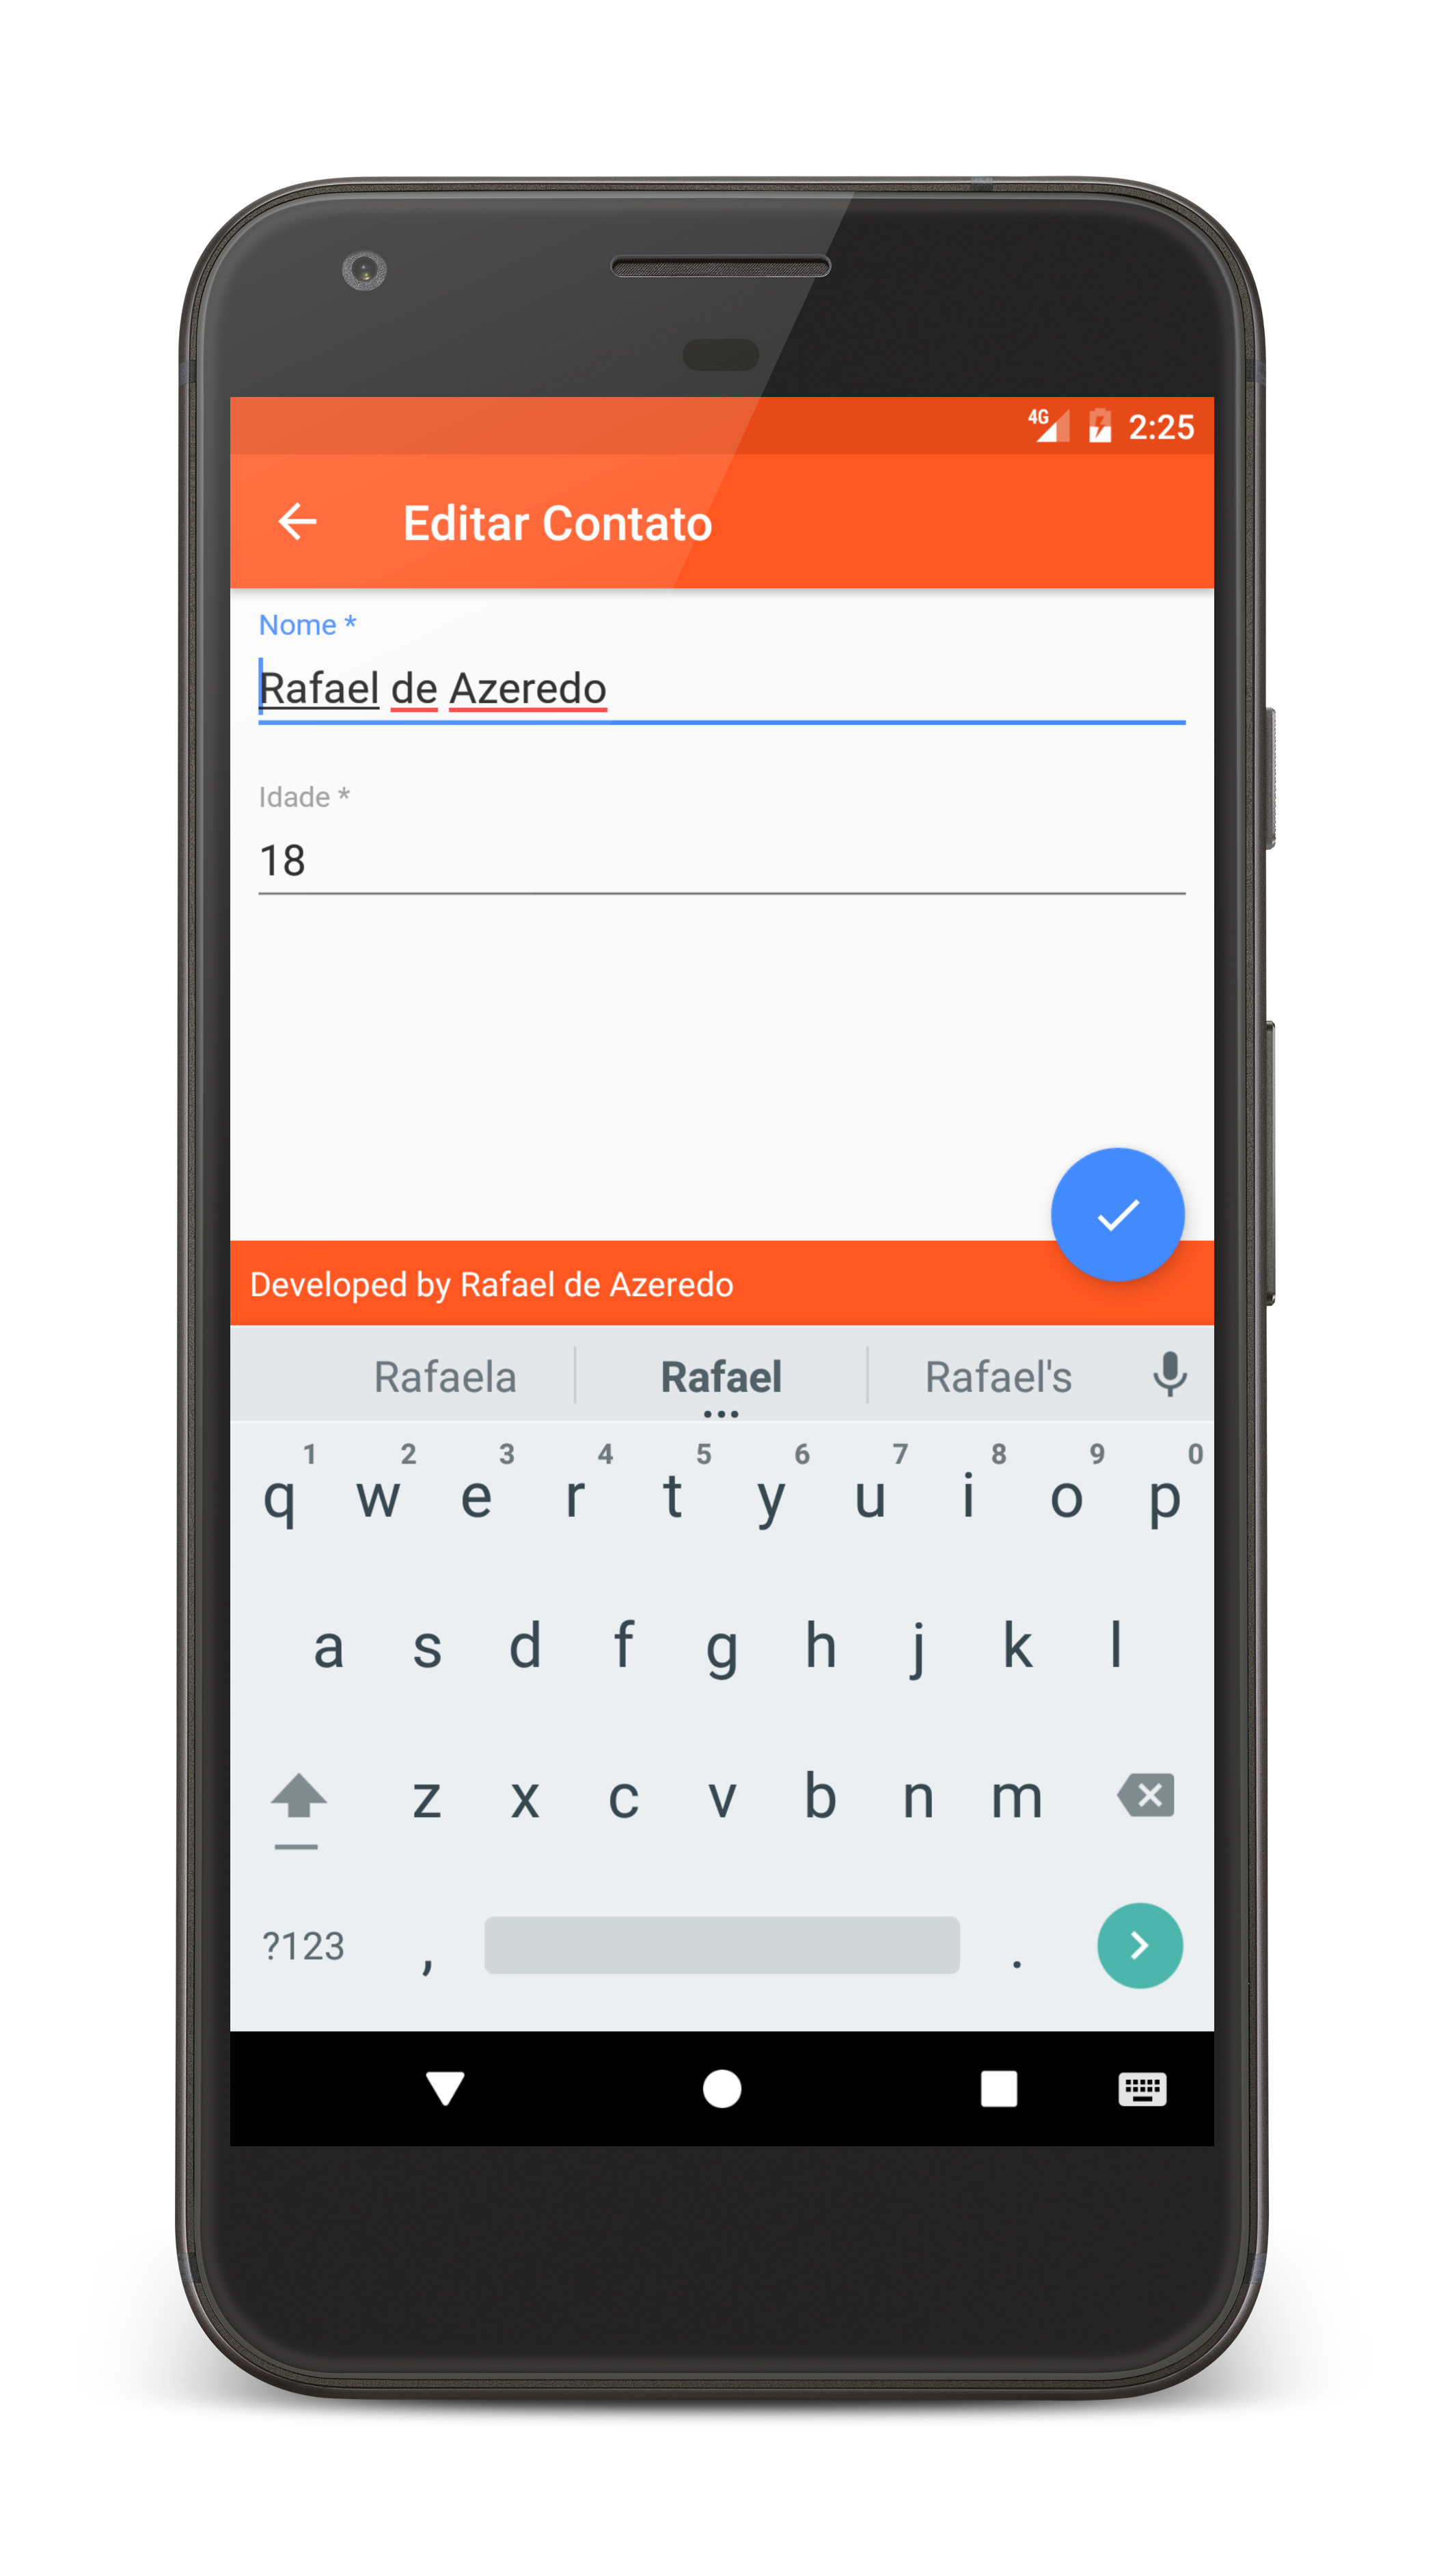 4G 2:25
Editar Contato
Nome *
Rafael de Azeredo
Idade *
18
Developed by Rafael de Azeredo
Rafaela Rafael Rafael's
1 2 3 4 5 6 7 8 9 0
q w e r t y u i o p
a s d f g h j k l
z x c v b n m
?123 , .